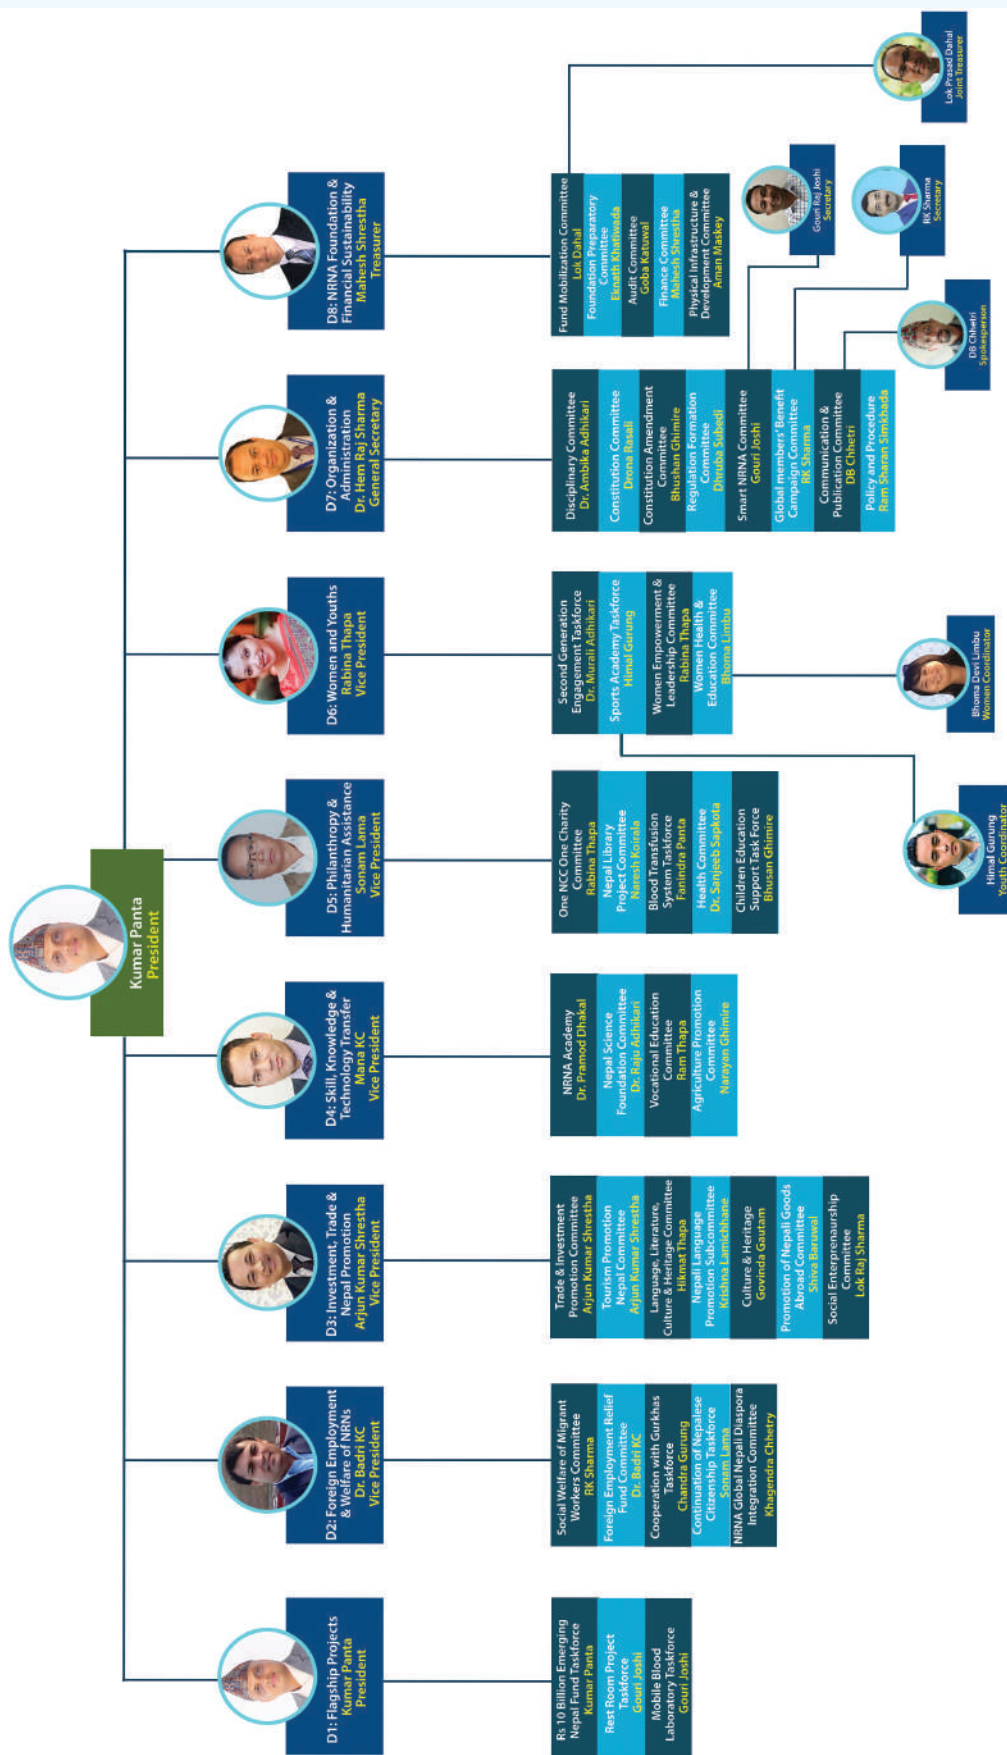 Kumar Panta
President
D1: Flagship Projects
Kumar Panta
President
Rs 10 Billion Emerging
Nepal Fund Taskforce
Kumar Panta
Rest Room Project
Taskforce
Gouri Joshi
Mobile Blood
Laboratory Taskforce
Gouri Joshi
D2: Foreign Employment
& Welfare of NRNs
Dr. Badri KC
Vice President
Social Welfare of Migrant
Workers Committee
RK Sharma
Foreign Employment Relief
Fund Committee
Dr. Badri KC
Cooperation with Gurkhas
Taskforce
Chandra Gurung
Continuation of Nepalese
Citizenship Taskforce
Sonam Lama
NRNA Global Nepali Diaspora
Integration Committee
Khagendra Chhetry
D3: Investment, Trade &
Nepal Promotion
Arjun Kumar Shrestha
Vice President
Trade & Investment
Promotion Committee
Arjun Kumar Shrestha
Tourism Promotion
Nepal Committee
Arjun Kumar Shrestha
Language, Literature,
Culture & Heritage Committee
Hikmat Thapa
Nepali Language
Promotion Subcommittee
Krishna Lamichhane
Culture & Heritage
Govinda Gautam
Promotion of Nepali Goods
Abroad Committee
Shiva Baruwal
Social Enterprenurship
Committee
Lok Raj Sharma
D4: Skill, Knowledge &
Technology Transfer
Mana KC
Vice President
NRNA Academy
Dr. Pramod Dhakal
Nepal Science
Foundation Committee
Dr. Raju Adhikari
Vocational Education
Committee
Ram Thapa
Agriculture Promotion
Committee
Narayan Ghimire
D5: Philanthropy &
Humanitarian Assistance
Sonam Lama
Vice President
One NCC One Charity
Committee
Rabina Thapa
Nepal Library
Project Committee
Naresh Koirala
Blood Transfusion
System Taskforce
Fanindra Panta
Health Committee
Dr. Sanjeeb Sapkota
Children Education
Support Task Force
Bhusan Ghimire
D6: Women and Youths
Rabina Thapa
Vice President
Second Generation
Engagement Taskforce
Dr. Murali Adhikari
Sports Academy Taskforce
Himal Gurung
Women Empowerment &
Leadership Committee
Rabina Thapa
Women Health &
Education Committee
Bhoma Limbu
Himal Gurung
Youth Coordinator
Bhoma Devi Limbu
Women Coordinator
D7: Organization &
Administration
Dr. Hem Raj Sharma
General Secretary
Disciplinary Committee
Dr. Ambika Adhikari
Constitution Committee
Drona Rasali
Constitution Amendment
Committee
Bhushan Ghimire
Regulation Formation
Committee
Dhruba Subedi
Smart NRNA Committee
Gouri Joshi
Global members' Benefit
Campaign Committee
RK Sharma
Communication &
Publication Committee
DB Chhetri
Policy and Procedure
Ram Sharan Simkhada
DB Chhetri
Spokesperson
RK Sharma
Secretary
Gouri Raj Joshi
Secretary
D8: NRNA Foundation &
Financial Sustainability
Mahesh Shrestha
Treasurer
Fund Mobilization Committee
Lok Dahal
Foundation Preparatory
Committee
Eknath Khatiwada
Audit Committee
Goba Katuwal
Finance Committee
Mahesh Shrestha
Physical Infrastructure &
Development Committee
Aman Maskey
Lok Prasad Dahal
Joint Treasurer